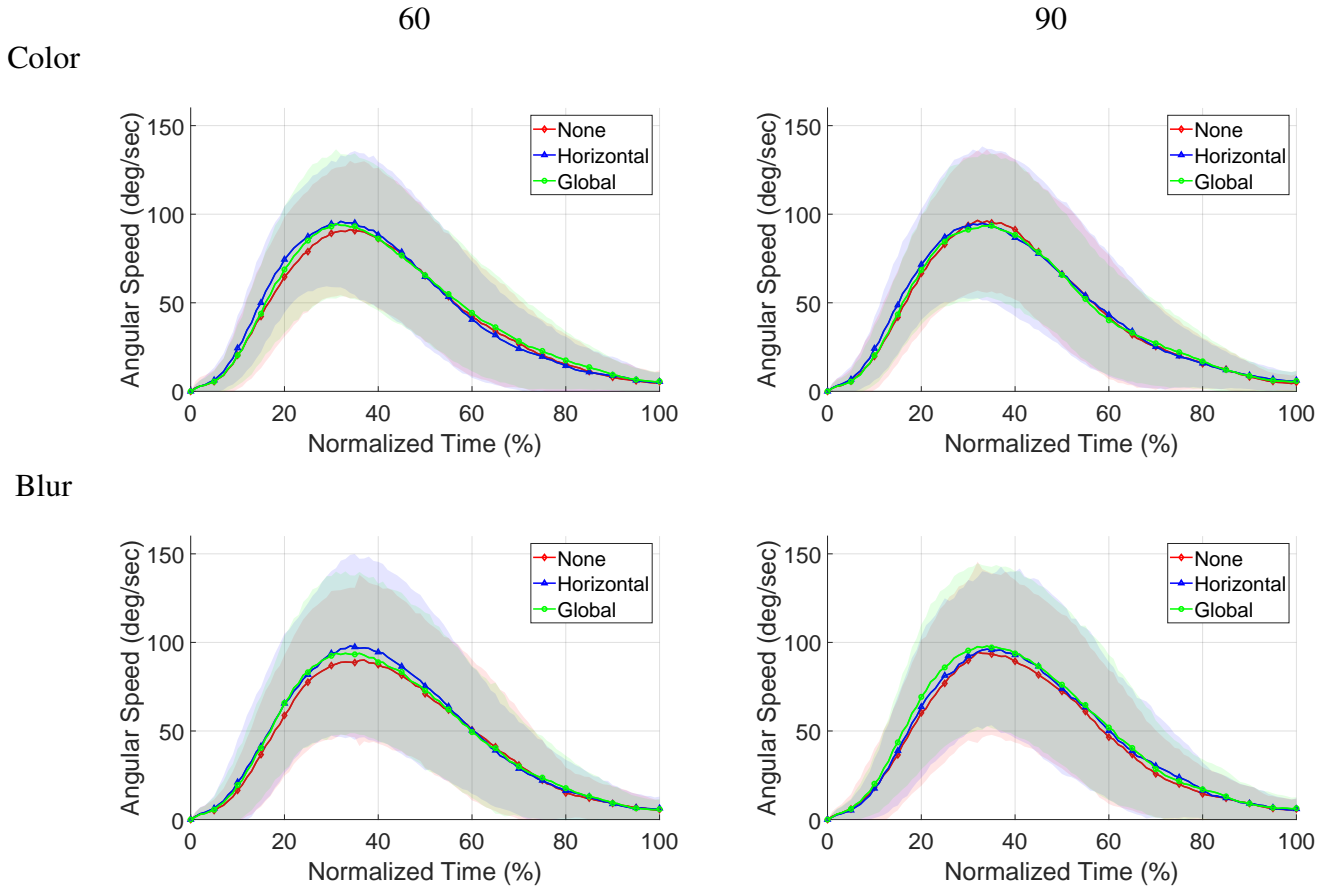 60
90
Color
Angular Speed (deg/sec)
150
100
50
0
0 20 40 60 80 100
Normalized Time (%)
None
Horizontal
Global
Angular Speed (deg/sec)
150
100
50
0
0 20 40 60 80 100
Normalized Time (%)
None
Horizontal
Global
Blur
Angular Speed (deg/sec)
150
100
50
0
0 20 40 60 80 100
Normalized Time (%)
None
Horizontal
Global
Angular Speed (deg/sec)
150
100
50
0
0 20 40 60 80 100
Normalized Time (%)
None
Horizontal
Global